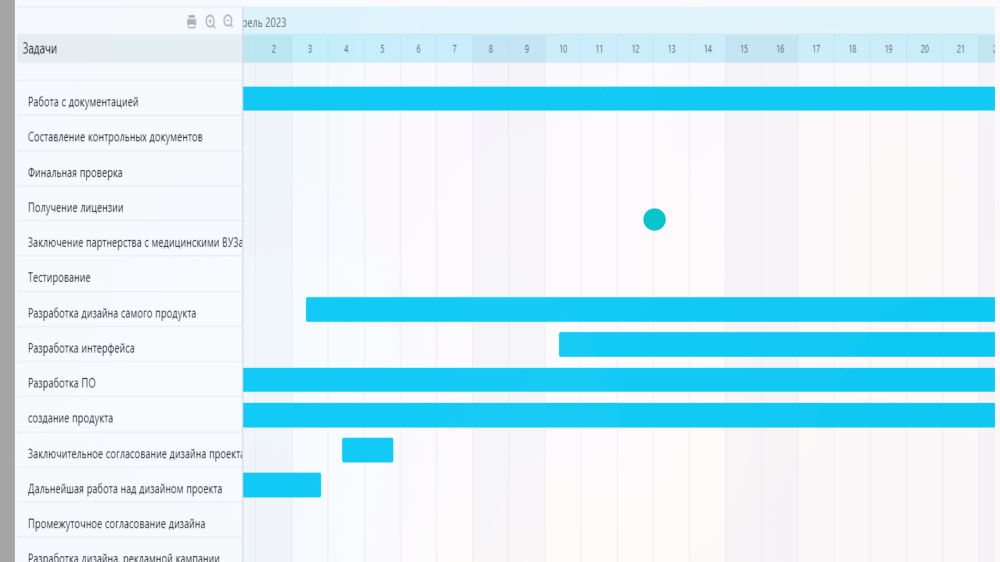 рель 2023
Задачи
2 3 4 5 6 7 8 9 10 11 12 13 14 15 16 17 18 19 20 21
Работа с документацией
Составление контрольных документов
Финальная проверка
Получение лицензии
Заключение партнерства с медицинскими ВУЗа
Тестирование
Разработка дизайна самого продукта
Разработка интерфейса
Разработка ПО
создание продукта
Заключительное согласование дизайна проекта
Дальнейшая работа над дизайном проекта
Промежуточное согласование дизайна
Разработка дизайна, рекламной кампании